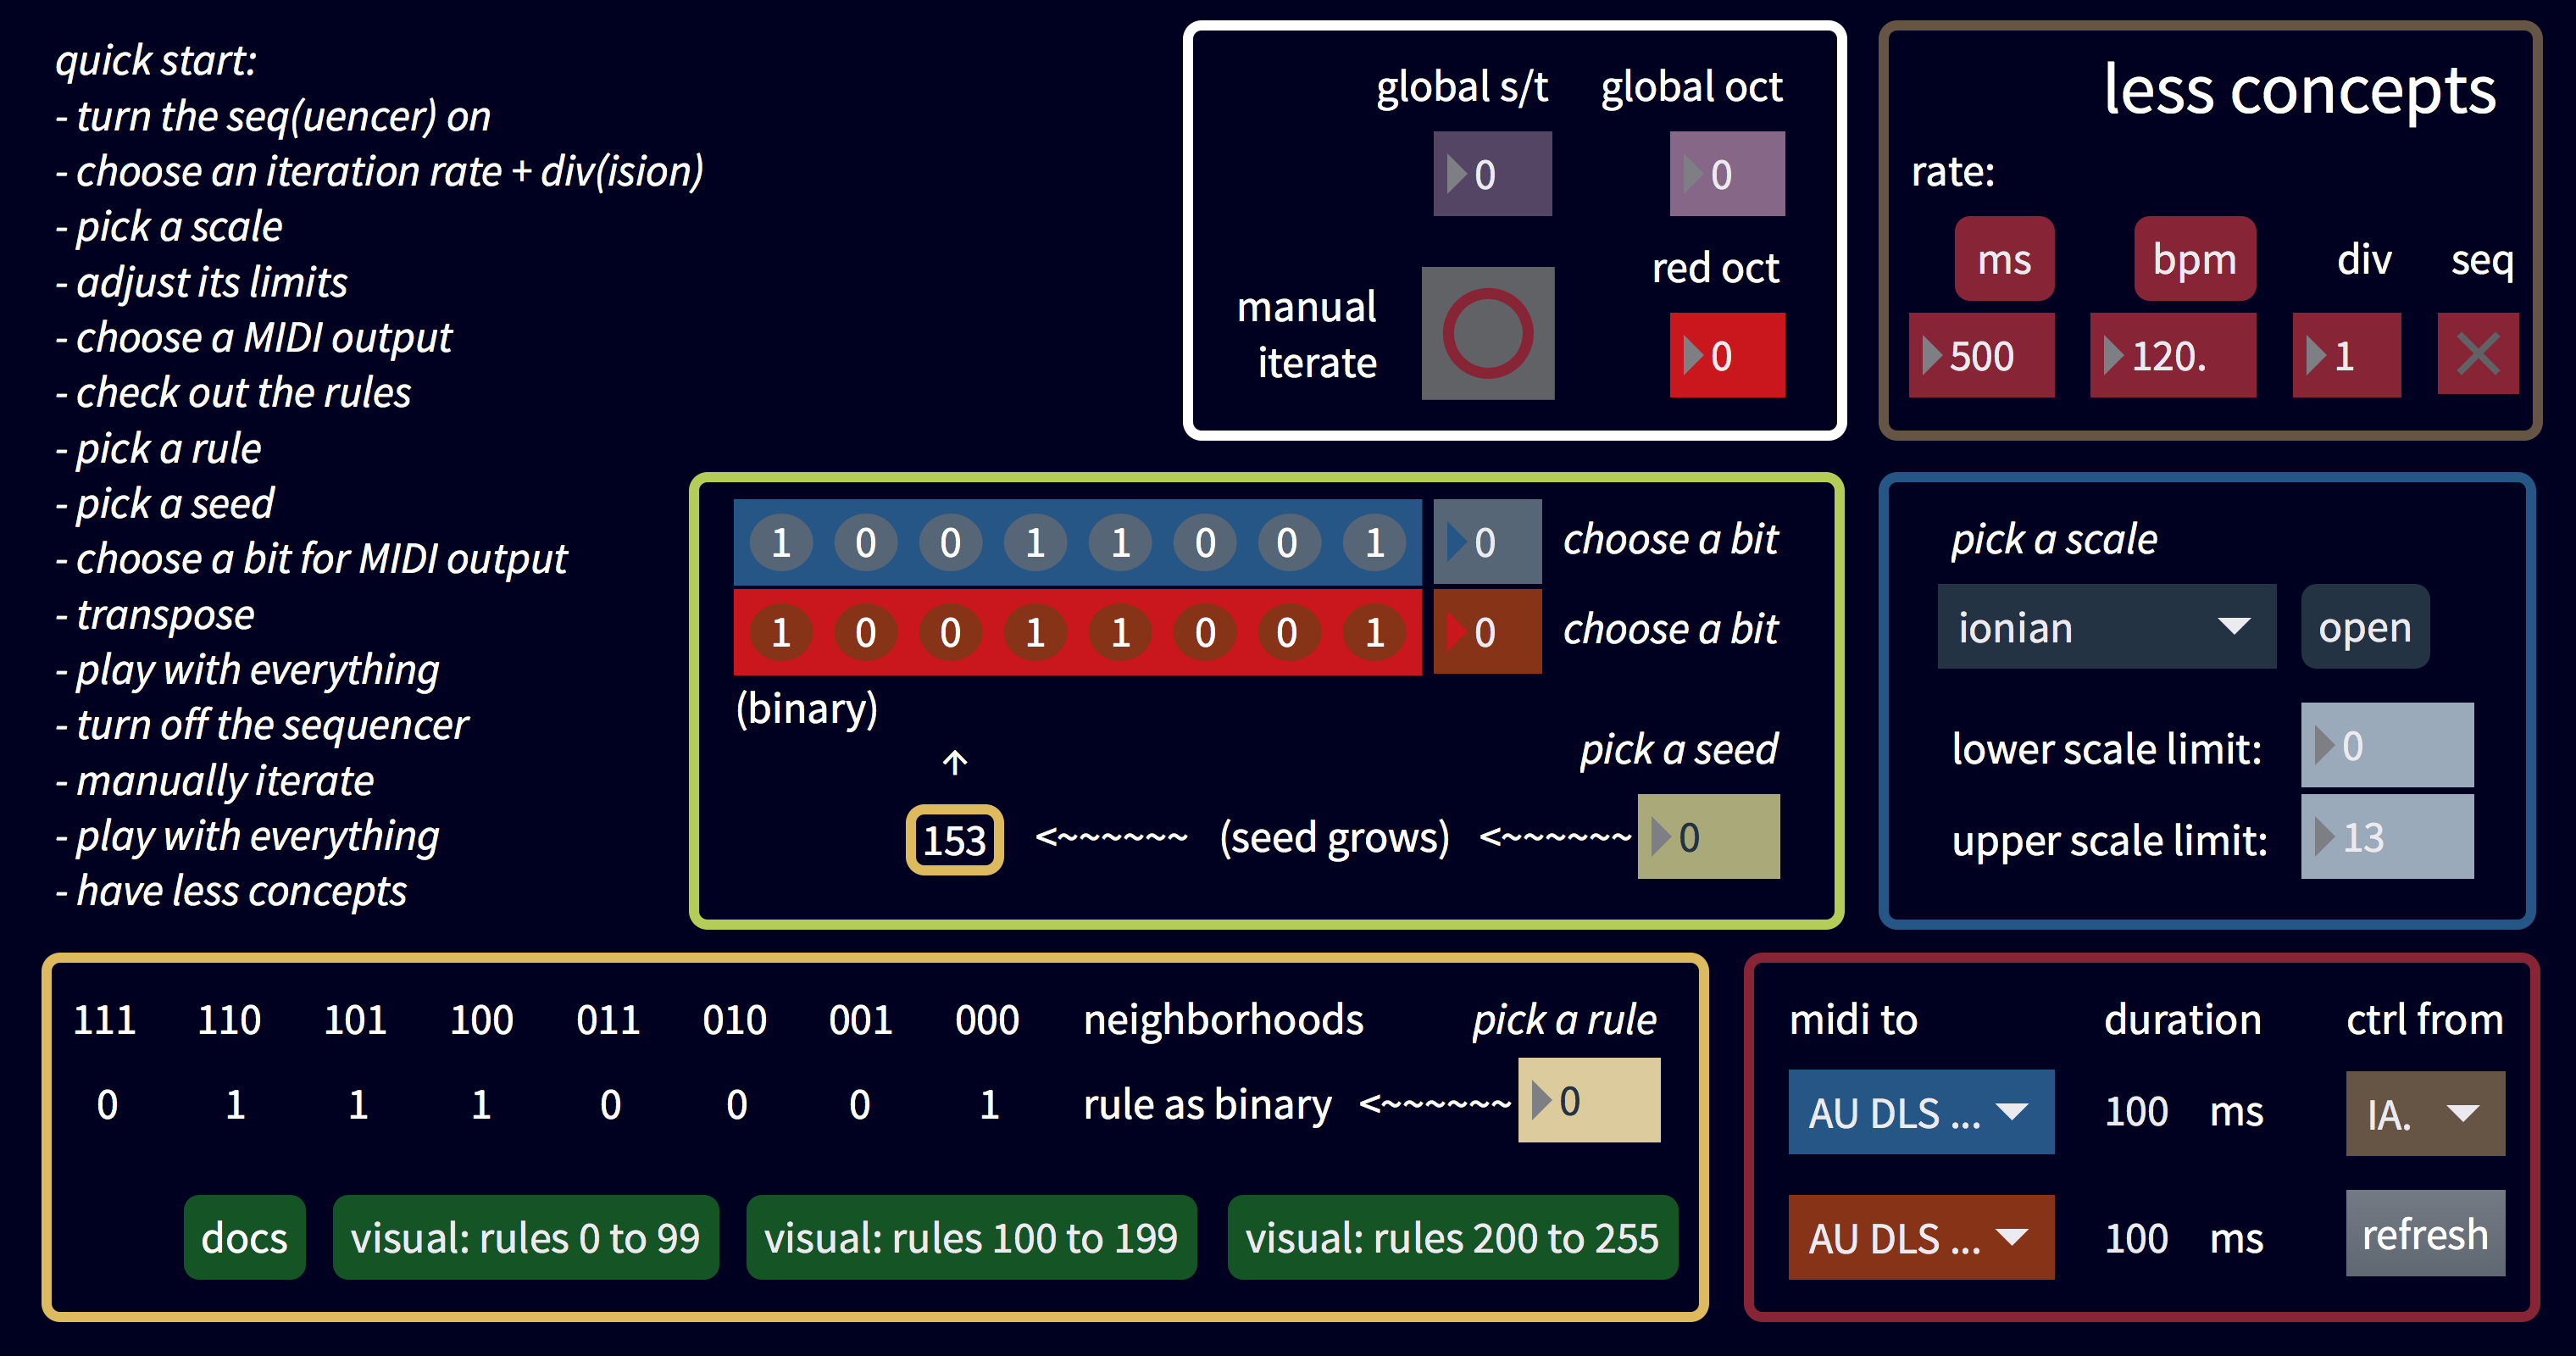 quick start:
- turn the seq(uencer) on
- choose an iteration rate + div(ision)
- pick a scale
- adjust its limits
- choose a MIDI output
- check out the rules
- pick a rule
- pick a seed
- choose a bit for MIDI output
- transpose
- play with everything
- turn off the sequencer
- manually iterate
- play with everything
- have less concepts
global s/t global oct
0 0
manual
iterate
red oct
0
less concepts
rate:
ms bpm div seq
500 120. 1
1 0 0 1 1 0 0 1 0 choose a bit
1 0 0 1 1 0 0 1 0 choose a bit
(binary)
↑
pick a seed
153 <~~~~~~ (seed grows) <~~~~~~ 0
pick a scale
ionian open
lower scale limit: 0
upper scale limit: 13
111 110 101 100 011 010 001 000 neighborhoods pick a rule
0 1 1 1 0 0 0 1 rule as binary <~~~~~~~ 0
docs visual: rules 0 to 99 visual: rules 100 to 199 visual: rules 200 to 255
midi to duration ctrl from
AU DLS ... 100 ms IA.
AU DLS ... 100 ms refresh